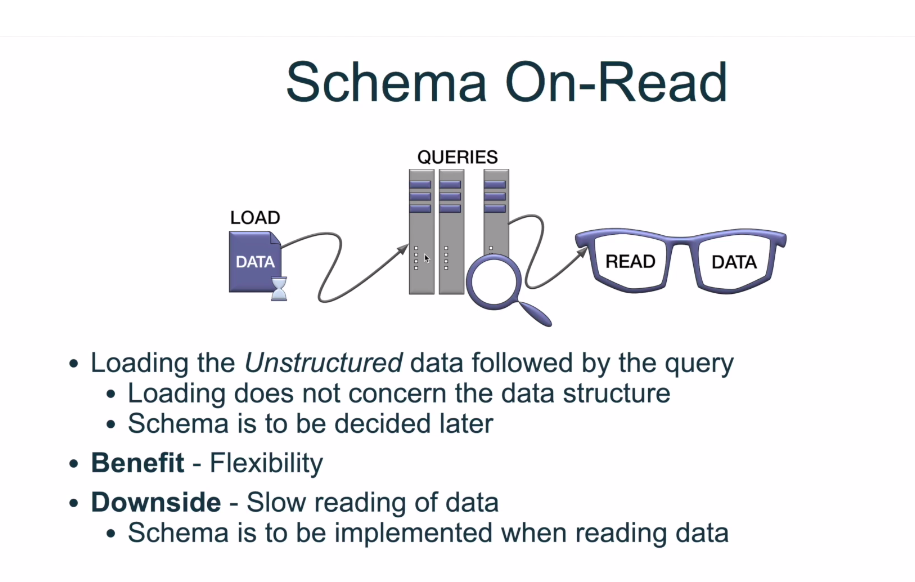 Schema On-Read
QUERIES
LOAD
DATA
READ
DATA
• Loading the Unstructured data followed by the query
• Loading does not concern the data structure
• Schema is to be decided later
• Benefit - Flexibility
• Downside - Slow reading of data
• Schema is to be implemented when reading data